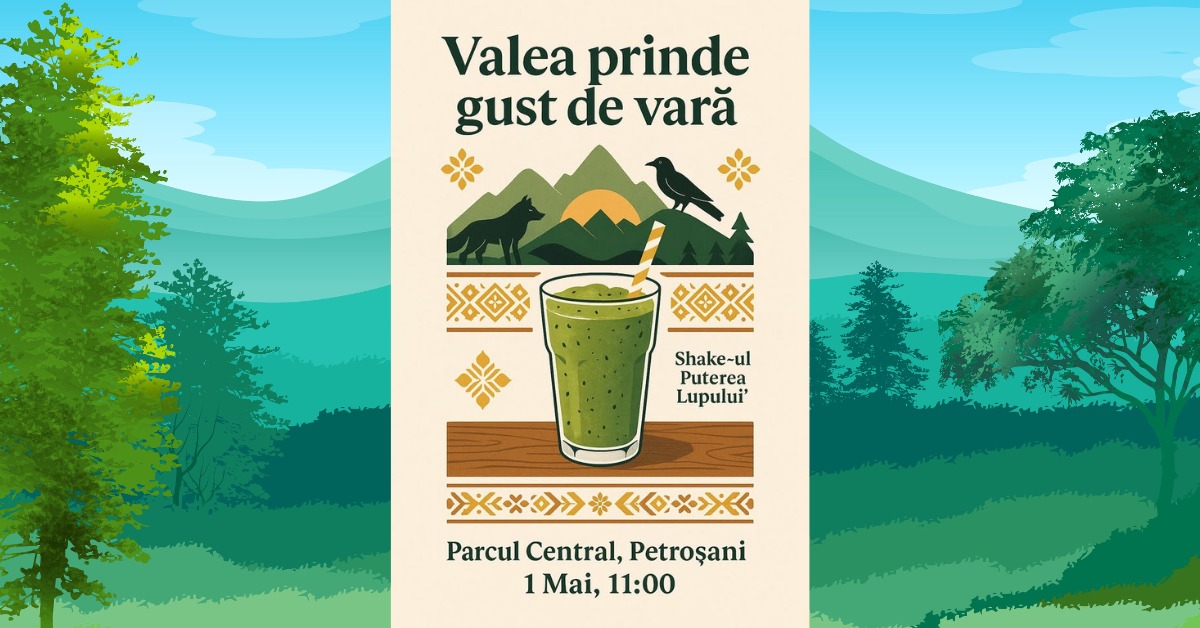 Valea prinde
gust de vară
Shake-ul
Puterea
Lupului’
Parcul Central, Petroșani
1 Mai, 11:00